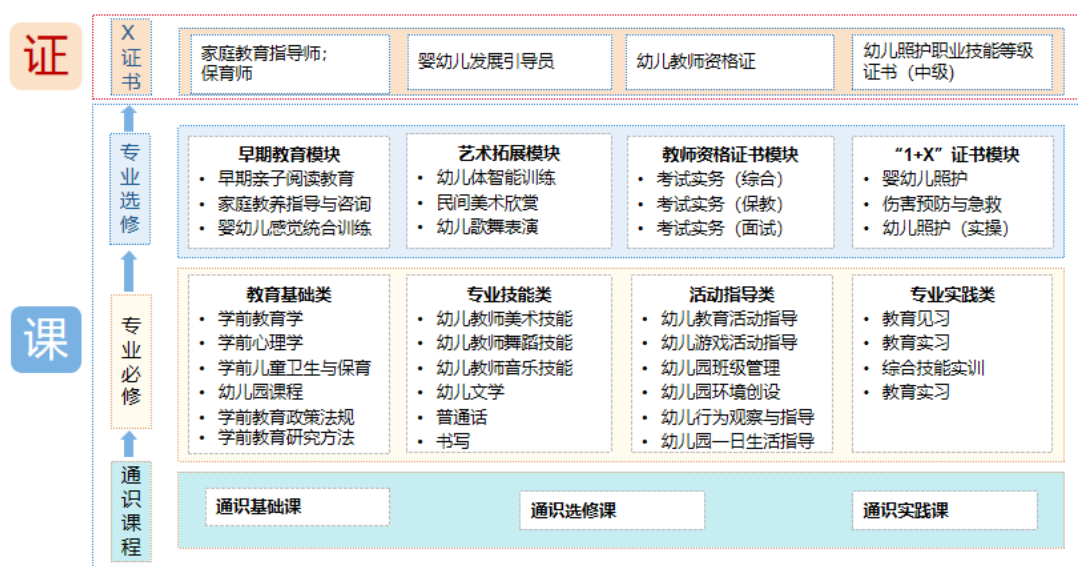 证
X证书
家庭教育指导师;
保育师
婴幼儿发展引导员
幼儿教师资格证
幼儿照护职业技能等级
证书（中级）
课
专业选修
早期教育模块
• 早期亲子阅读教育
• 家庭教养指导与咨询
• 婴幼儿感觉统合训练
艺术拓展模块
• 幼儿体智能训练
• 民间美术欣赏
• 幼儿歌舞表演
教师资格证书模块
• 考试实务（综合）
• 考试实务（保教）
• 考试实务（面试）
“1+X”证书模块
• 婴幼儿照护
• 伤害预防与急救
• 幼儿照护（实操）
专业必修
教育基础类
• 学前教育学
• 学前心理学
• 学前儿童卫生与保育
• 幼儿园课程
• 学前教育政策法规
• 学前教育研究方法
专业技能类
• 幼儿教师美术技能
• 幼儿教师舞蹈技能
• 幼儿教师音乐技能
• 幼儿文学
• 普通话
• 书写
活动指导类
• 幼儿教育活动指导
• 幼儿游戏活动指导
• 幼儿园班级管理
• 幼儿园环境创设
• 幼儿行为观察与指导
• 幼儿园一日生活指导
专业实践类
• 教育见习
• 教育实习
• 综合技能实训
• 教育实习
通识课程
通识基础课
通识选修课
通识实践课